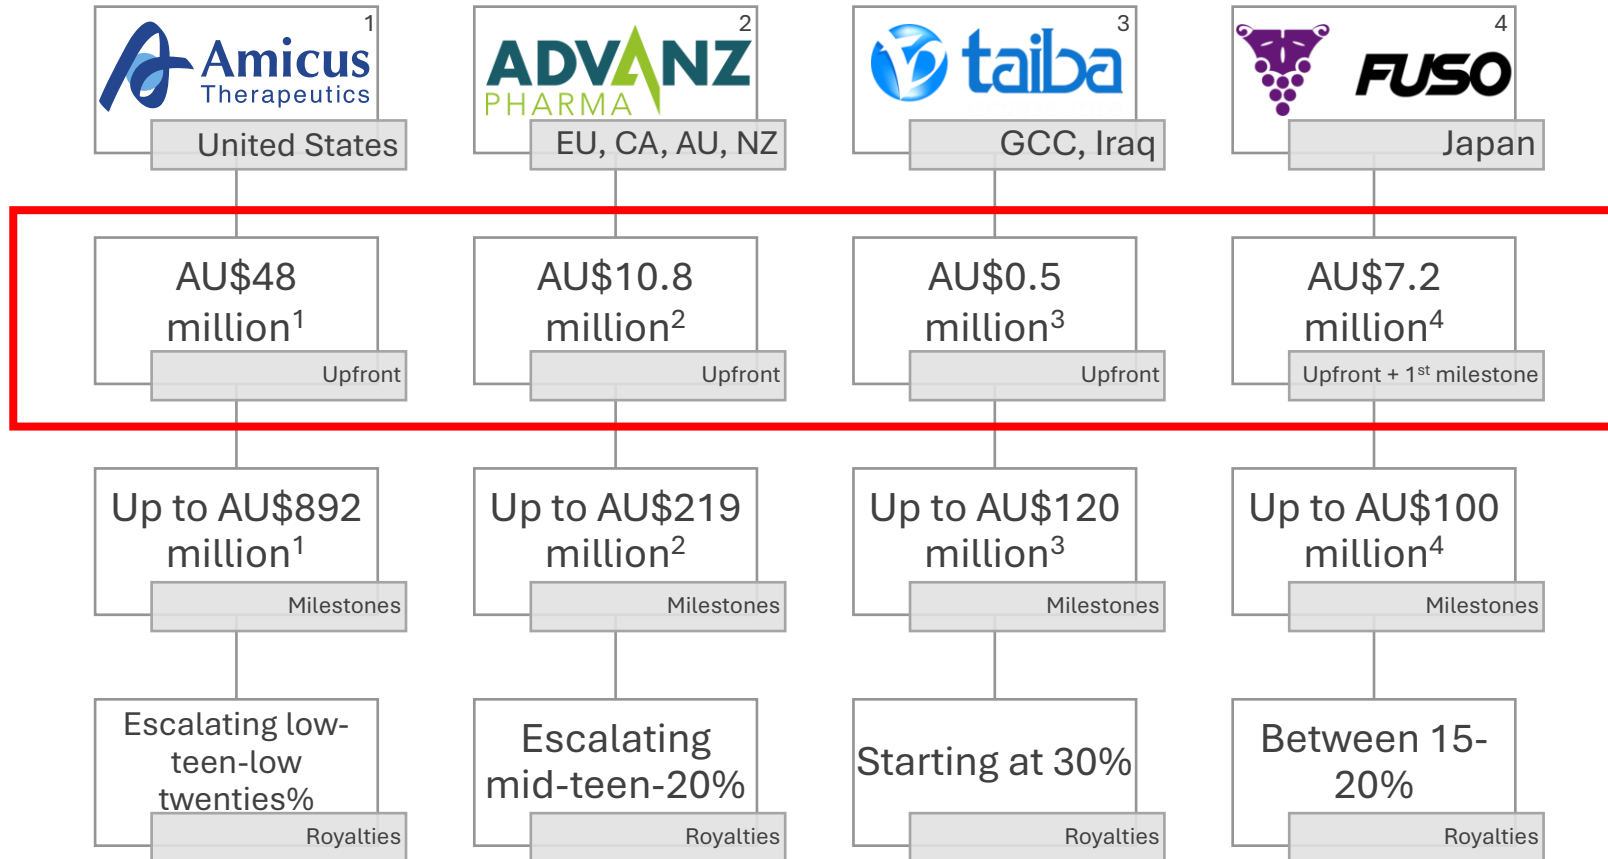 1
Amicus
Therapeutics
United States
2
ADVANZ
PHARMA
EU, CA, AU, NZ
3
taiba
GCC, Iraq
4
FUSO
Japan
AU$48
million¹
Upfront
AU$10.8
million²
Upfront
AU$0.5
million³
Upfront
AU$7.2
million⁴
Upfront + 1ˢᵗ milestone
Up to AU$892
million¹
Milestones
Up to AU$219
million²
Milestones
Up to AU$120
million³
Milestones
Up to AU$100
million⁴
Milestones
Escalating low-
teen-low
twenties%
Royalties
Escalating
mid-teen-20%
Royalties
Starting at 30%
Royalties
Between 15-
20%
Royalties